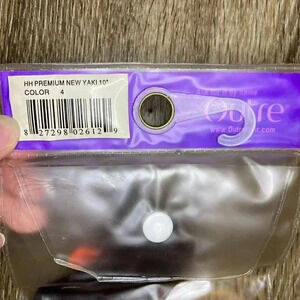 HH PREMIUM NEW YAKI 10"
COLOR 4
8 27298 02612 9
Outre